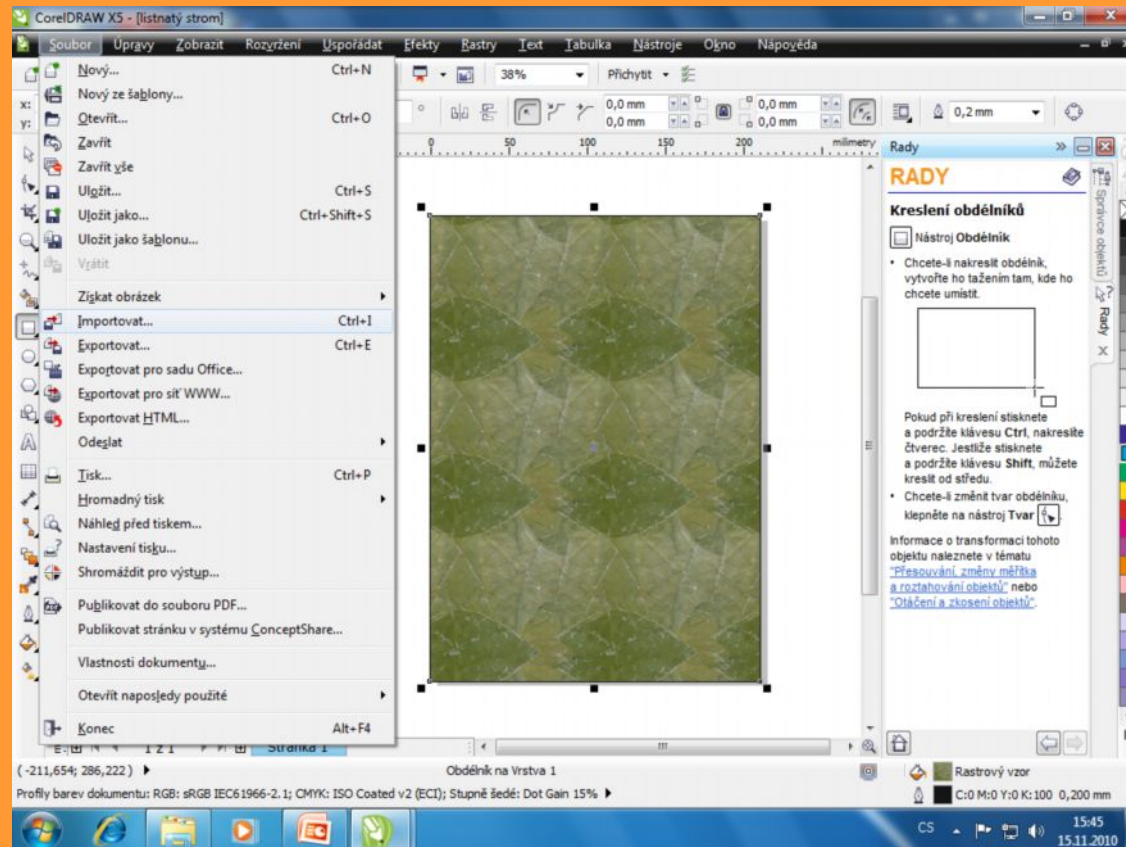 CorelDRAW X5 - [listnatý strom]
Soubor Úpravy Zobrazit Rozvržení Uspořádat Efekty Rastry Text Tabulka Nástroje Okno Nápověda
Nový... Ctrl+N
Nový ze šablony...
Otevřít... Ctrl+O
Zavřít
Zavřít vše
Uložit... Ctrl+S
Uložit jako... Ctrl+Shift+S
Uložit jako šablonu...
Vrátit
Získat obrázek
Importovat... Ctrl+I
Exportovat... Ctrl+E
Exportovat pro sadu Office...
Exportovat pro síť WWW...
Exportovat HTML...
Odeslat
Tisk... Ctrl+P
Hromadný tisk
Náhled před tiskem...
Nastavení tisku...
Shromáždit pro výstup...
Publikovat do souboru PDF...
Publikovat stránku v systému ConceptShare...
Vlastnosti dokumentu...
Otevřít naposledy použité
Konec Alt+F4
38% Přichytit
x:
y:
0,0 mm 0,0 mm
0,0 mm 0,0 mm
0,2 mm
0 50 100 150 200 milimetry
Rady
RADY
Kreslení obdélníků
Nástroj Obdélník
• Chcete-li nakreslit obdélník,
vytvořte ho tažením tam, kde ho
chcete umístit.
Pokud při kreslení stisknete
a podržíte klávesu Ctrl, nakreslíte
čtverec. Jestliže stisknete
a podržíte klávesu Shift, můžete
kreslit od středu.
• Chcete-li změnit tvar obdélníku,
klepněte na nástroj Tvar
Informace o transformaci tohoto
objektu naleznete v tématu
"Přesouvání, změny měřítka
a roztahování objektů" nebo
"Otáčení a zkosení objektů".
Správce objektů
Rady
1 z 1 Stránka 1
(-211,654; 286,222) Obdélník na Vrstva 1 Rastrový vzor
Profily barev dokumentu: RGB: sRGB IEC61966-2.1; CMYK: ISO Coated v2 (ECI); Stupně šedé: Dot Gain 15% C:0 M:0 Y:0 K:100 0,200 mm
CS 15:45
15.11.2010